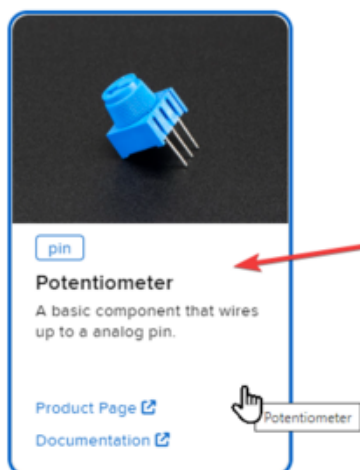 pin
Potentiometer
A basic component that wires
up to a analog pin.
Product Page
Potentiometer
Documentation